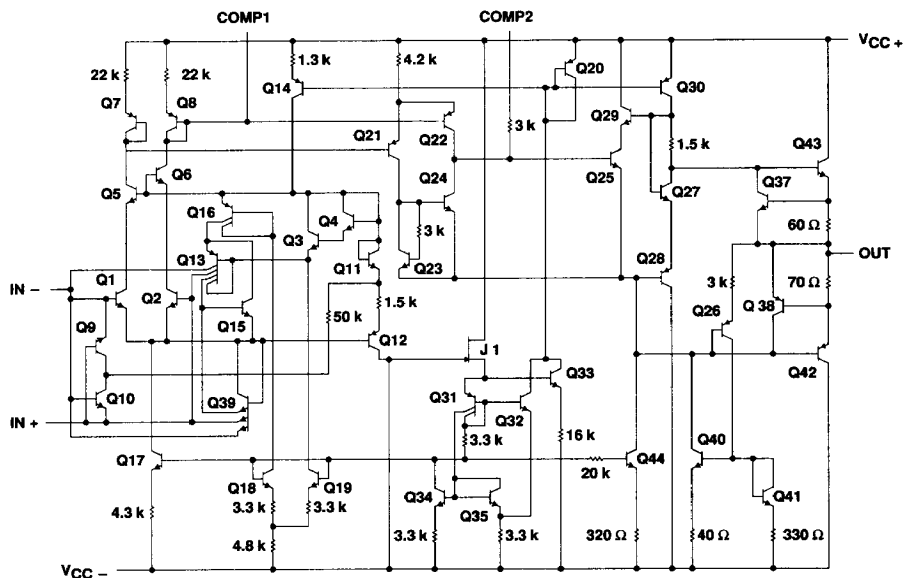 COMP1 COMP2
VCC +
1.3 k 4.2 k Q20
22 k 22 k Q14 Q30
Q7 Q8
3 k Q29
Q21 Q22 1.5 k Q43
Q6 Q24 Q25 Q27 Q37
Q5 Q16 Q4 60 Ω
Q3 3 k
Q13 Q11 Q23 Q28 OUT
IN – Q1 Q2 3 k 70 Ω
1.5 k Q26 Q 38
Q9 Q15 50 k Q12
J 1 Q42
Q10 Q39 Q31 Q33
IN + Q32
16 k Q40
3.3 k
Q17 20 k Q44
Q18 Q19 Q34 Q41
4.3 k 3.3 k 3.3 k Q35
4.8 k 3.3 k 3.3 k 320 Ω 40 Ω 330 Ω
VCC –